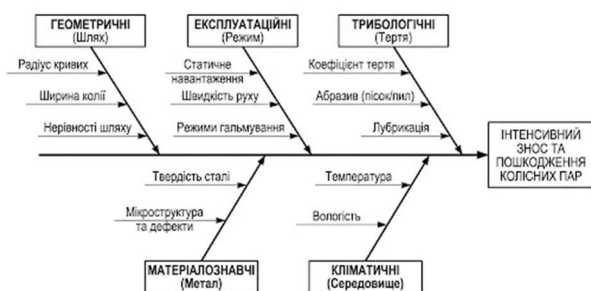 ГЕОМЕТРИЧНІ
(Шлях)
Радіус кривих
Ширина колії
Нерівності шляху
ЕКСПЛУАТАЦІЙНІ
(Режим)
Статичне
навантаження
Швидкість руху
Режими гальмування
ТРИБОЛОГІЧНІ
(Тертя)
Коефіцієнт тертя
Абразив (пісок/пил)
Лубрикація
ІНТЕНСИВНИЙ
ЗНОС ТА
ПОШКОДЖЕННЯ
КОЛІСНИХ ПАР
Твердість сталі
Мікроструктура
та дефекти
МАТЕРІАЛОЗНАВЧІ
(Метал)
Температура
Вологість
КЛІМАТИЧНІ
(Середовище)